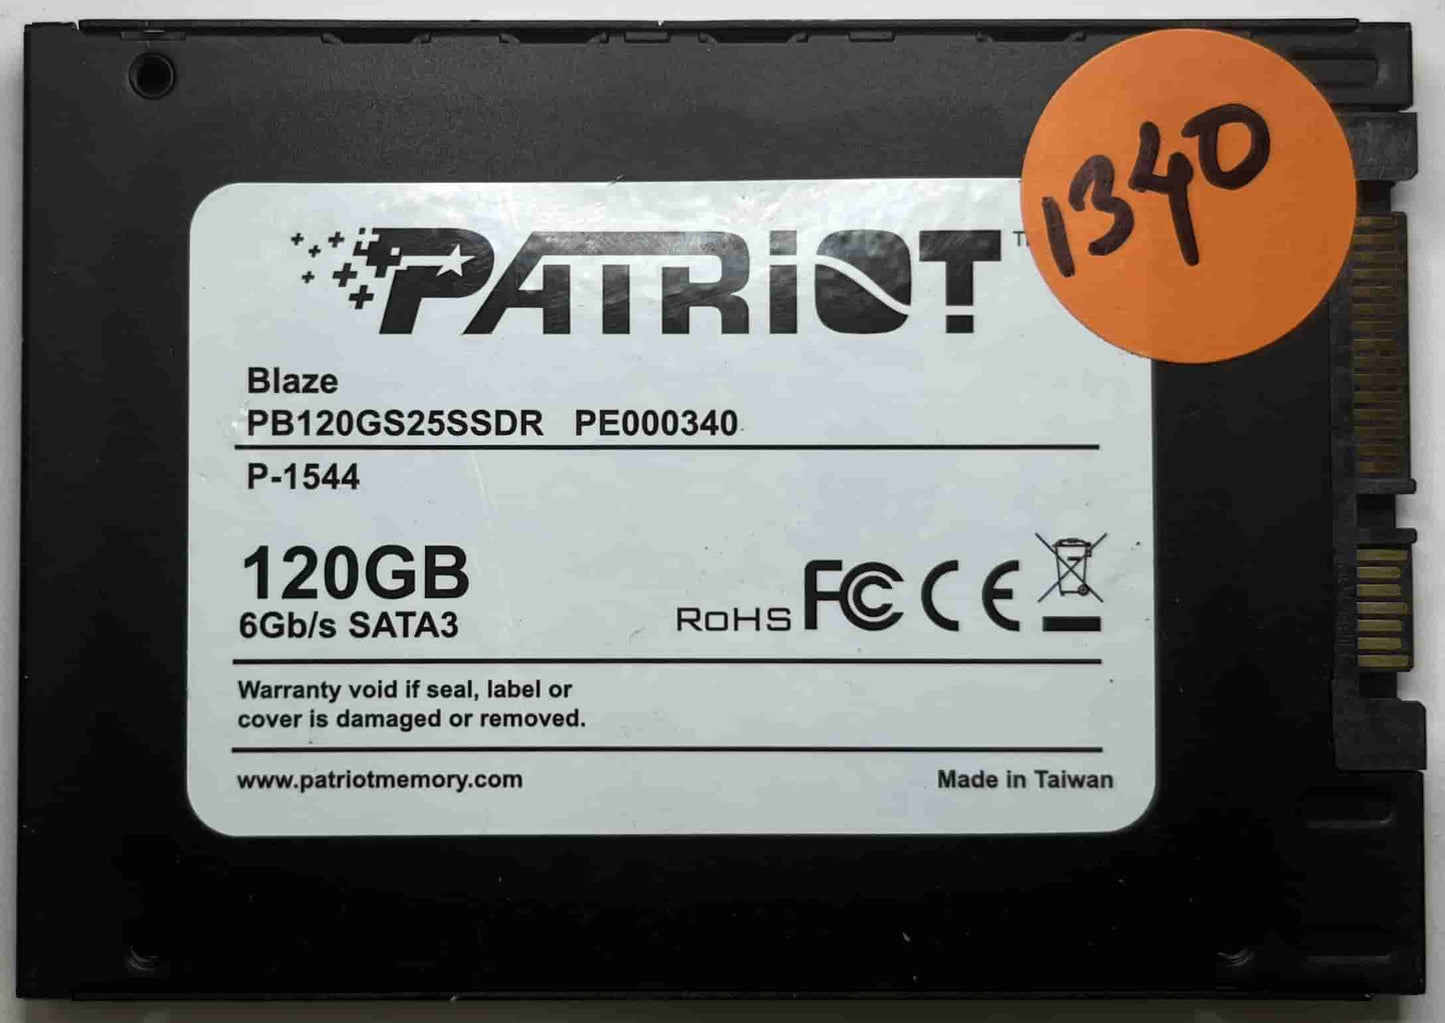 1340
PATRiOT
Blaze
PB120GS25SSDR PE000340
P-1544
120GB
6Gb/s SATA3
RoHS FC CE
Warranty void if seal, label or
cover is damaged or removed.
www.patriotmemory.com
Made in Taiwan